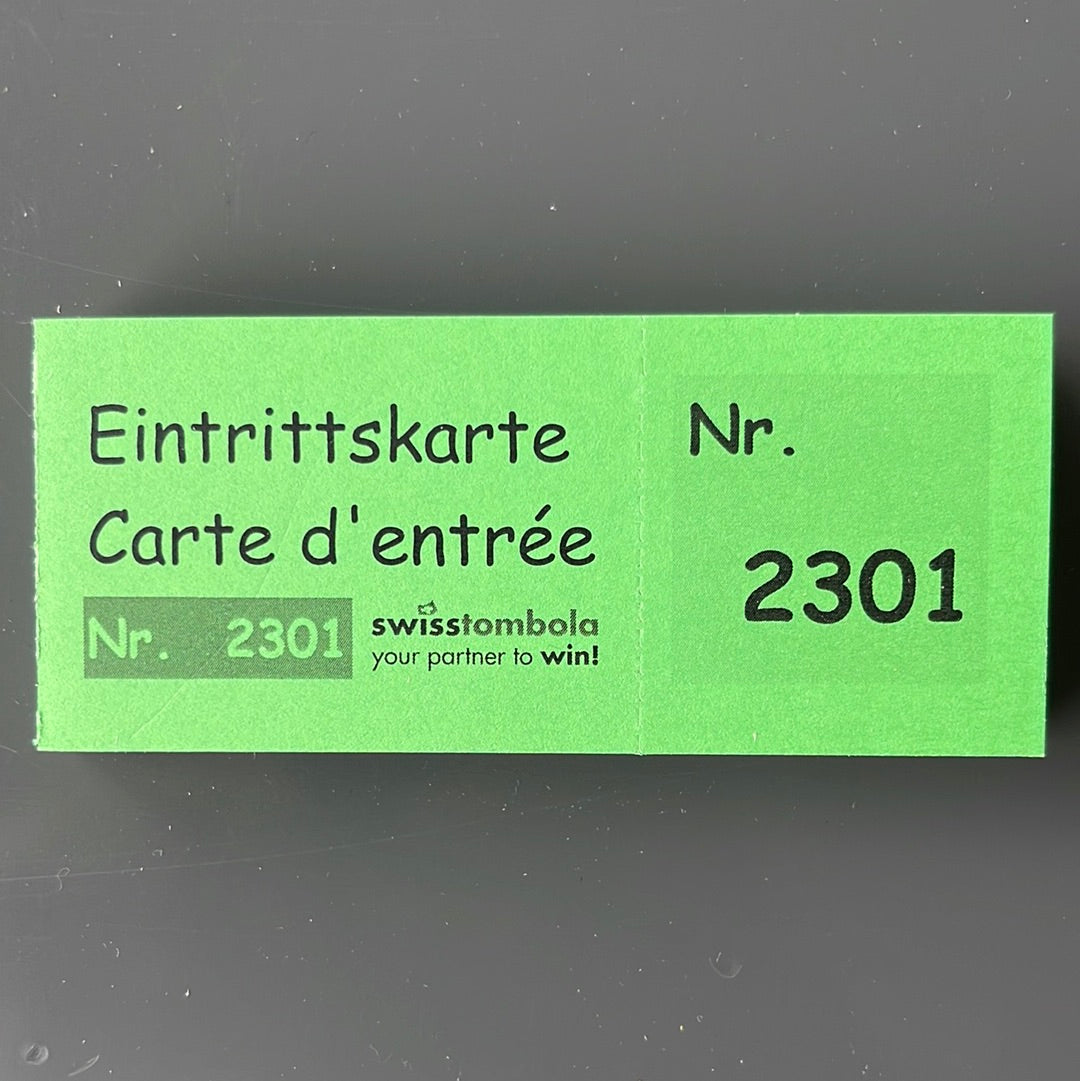 Eintrittskarte
Carte d'entrée
Nr. 2301
swisstombola
your partner to win!
Nr.
2301